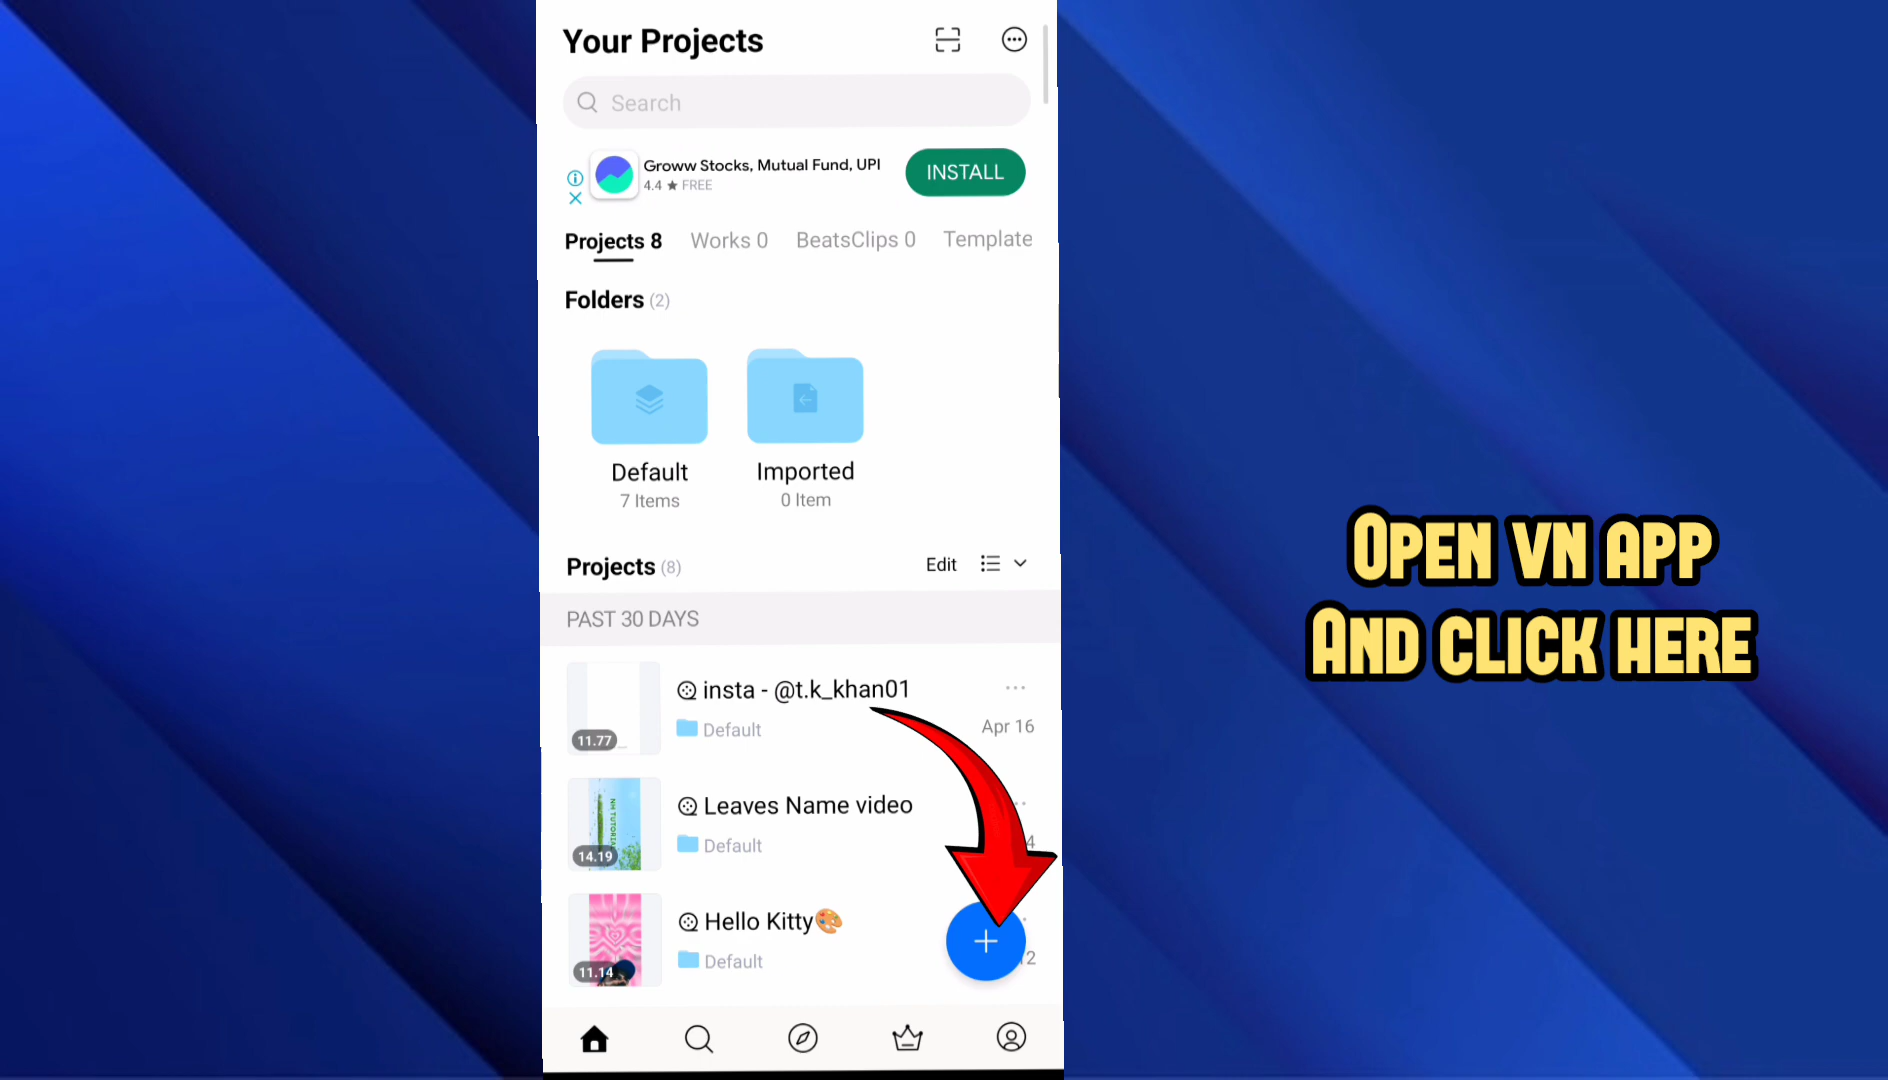 Your Projects
Search
Groww Stocks, Mutual Fund, UPI
4.4 ★ FREE
INSTALL
Projects 8
Works 0
BeatsClips 0
Template
Folders (2)
Default
7 Items
Imported
0 Item
Projects (8)
Edit
PAST 30 DAYS
insta - @t.k_khan01
Default
Apr 16
11.77
Leaves Name video
Default
4
14.19
Hello Kitty🎨
Default
2
11.14
OPEN VN APP
AND CLICK HERE